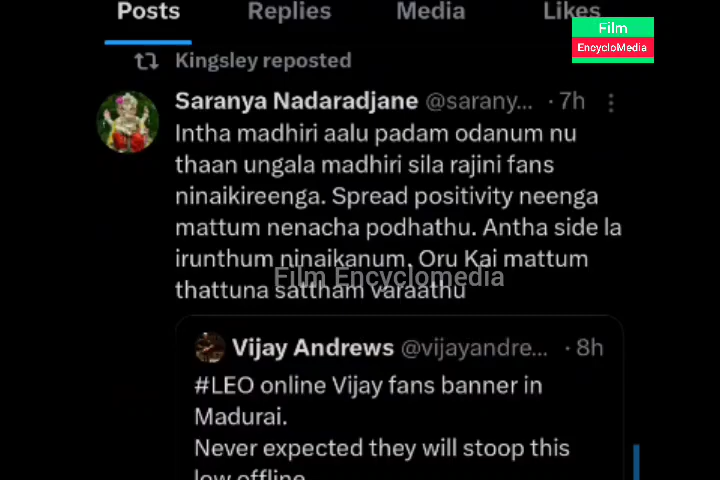 Posts Replies Media Likes
Film
EncycloMedia
Kingsley reposted
Saranya Nadaradjane @sarany... · 7h
Intha madhiri aalu padam odanum nu
thaan ungala madhiri sila rajini fans
ninaikireenga. Spread positivity neenga
mattum nenacha podhathu. Antha side la
irunthum ninaikanum. Oru Kai mattum
Film Encyclomedia
thattuna sattham varaathu
Vijay Andrews @vijayandre... · 8h
#LEO online Vijay fans banner in
Madurai.
Never expected they will stoop this
low offline